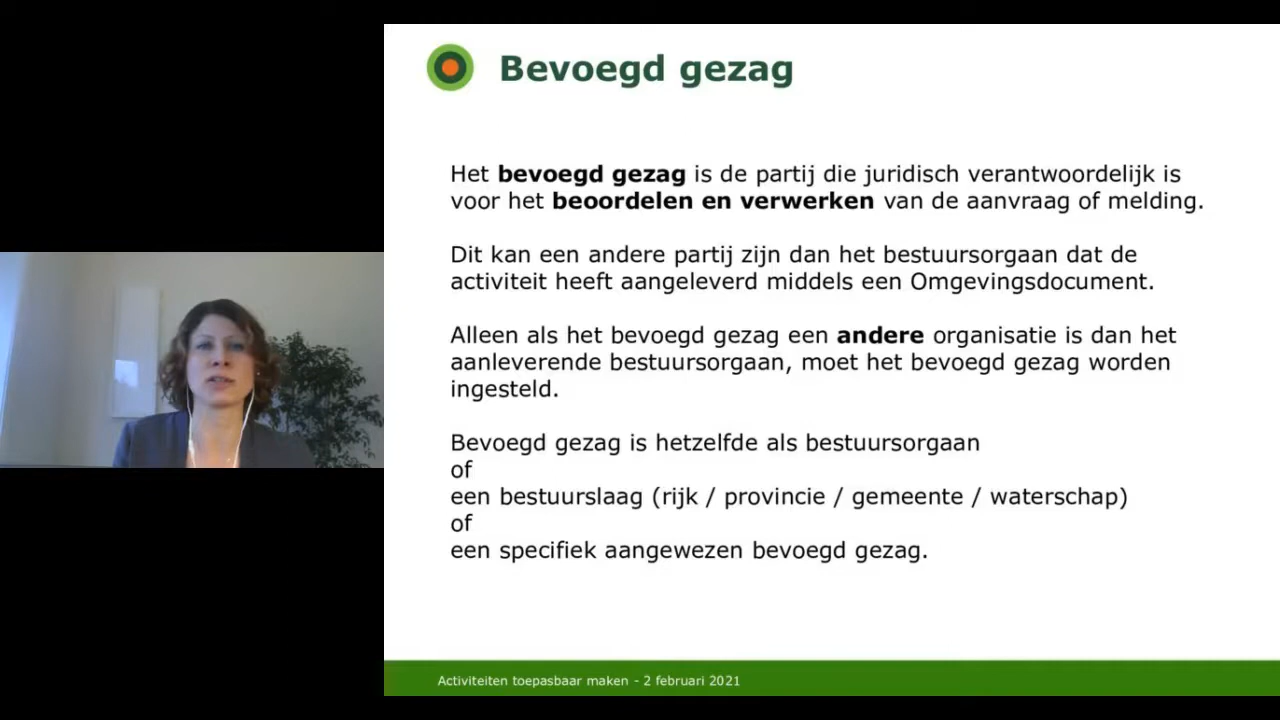 Bevoegd gezag
Het bevoegd gezag is de partij die juridisch verantwoordelijk is
voor het beoordelen en verwerken van de aanvraag of melding.
Dit kan een andere partij zijn dan het bestuursorgaan dat de
activiteit heeft aangeleverd middels een Omgevingsdocument.
Alleen als het bevoegd gezag een andere organisatie is dan het
aanleverende bestuursorgaan, moet het bevoegd gezag worden
ingesteld.
Bevoegd gezag is hetzelfde als bestuursorgaan
of
een bestuurslaag (rijk / provincie / gemeente / waterschap)
of
een specifiek aangewezen bevoegd gezag.
Activiteiten toepasbaar maken - 2 februari 2021